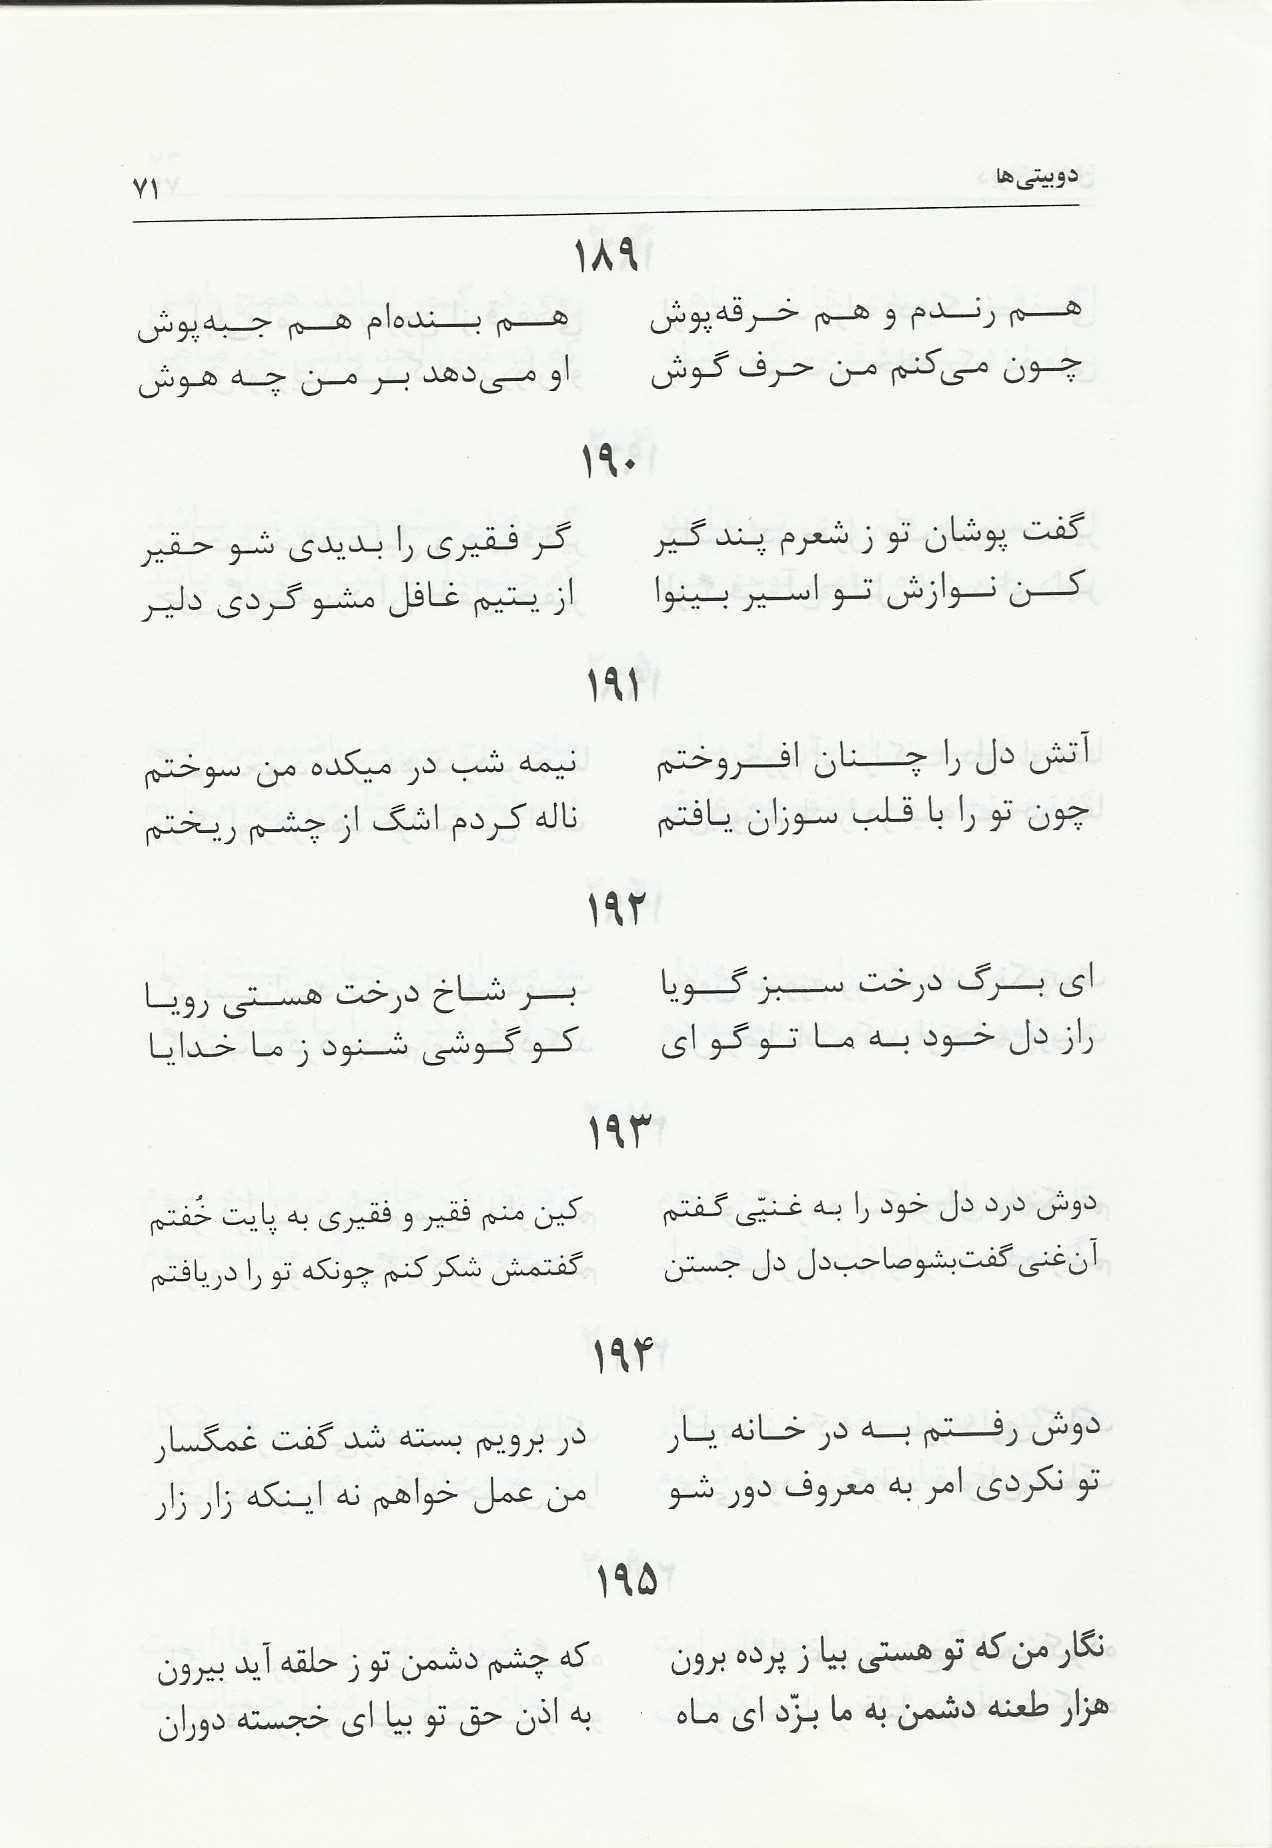 دوبیتی‌ها ۷۱
۱۸۹
هم رندم و هم خرقه‌پوش هم بنده‌ام هم جبه‌پوش
چون می‌کنم من حرف گوش او می‌دهد بر من چه هوش
۱۹۰
گفت پوشان تو ز شعرم پند گیر گر فقیری را بدیدی شو حقیر
کن نوازش تو اسیر بینوا از یتیم غافل مشو گردی دلیر
۱۹۱
آتش دل را چنان افروختم نیمه شب در میکده من سوختم
چون تو را با قلب سوزان یافتم ناله کردم اشگ از چشم ریختم
۱۹۲
ای برگ درخت سبز گویا بر شاخ درخت هستی رویا
راز دل خود به ما تو گو ای کو گوشی شنود ز ما خدایا
۱۹۳
دوش درد دل خود را به غنیّی گفتم کین منم فقیر و فقیری به پایت خُفتم
آن‌غنی گفت‌بشوصاحب‌دل دل جستن گفتمش شکر کنم چونکه تو را دریافتم
۱۹۴
دوش رفتم به در خانه یار در برویم بسته شد گفت غمگسار
تو نکردی امر به معروف دور شو من عمل خواهم نه اینکه زار زار
۱۹۵
نگار من که تو هستی بیا ز پرده برون که چشم دشمن تو ز حلقه آید بیرون
هزار طعنه دشمن به ما بزّد ای ماه به اذن حق تو بیا ای خجسته دوران